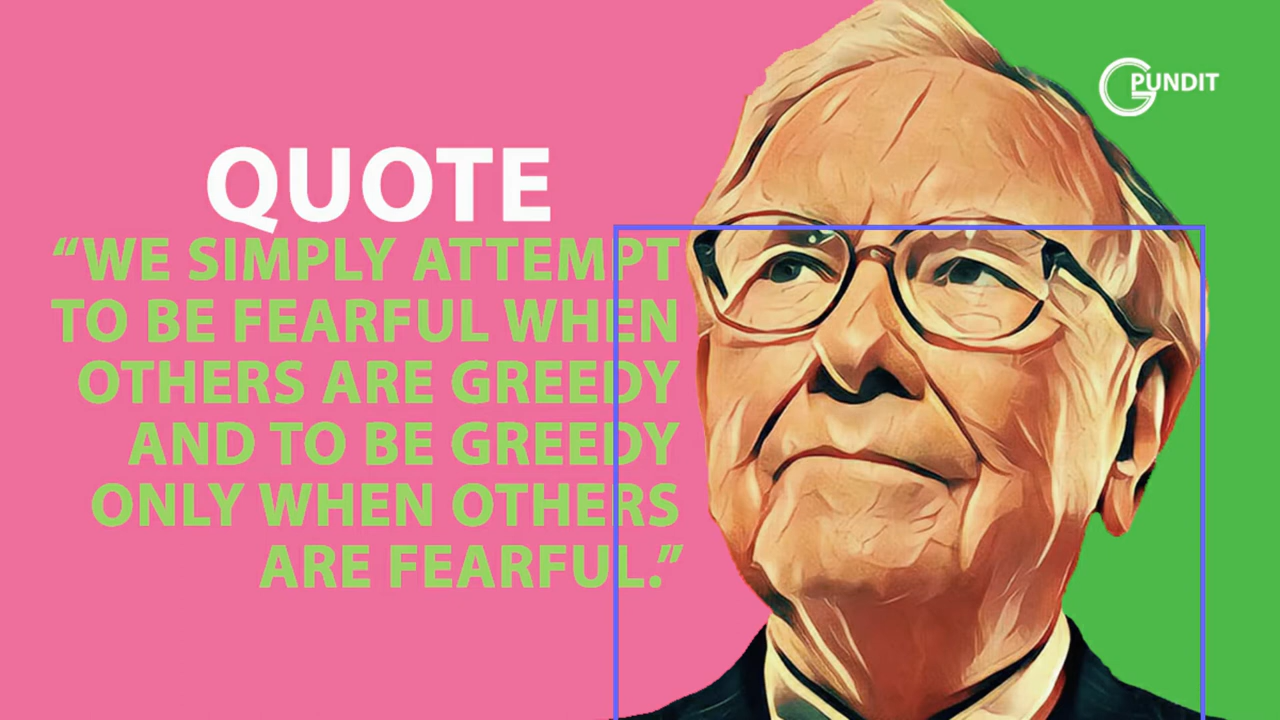 QUOTE
“WE SIMPLY ATTEMPT
TO BE FEARFUL WHEN
OTHERS ARE GREEDY
AND TO BE GREEDY
ONLY WHEN OTHERS
ARE FEARFUL.”
G PUNDIT